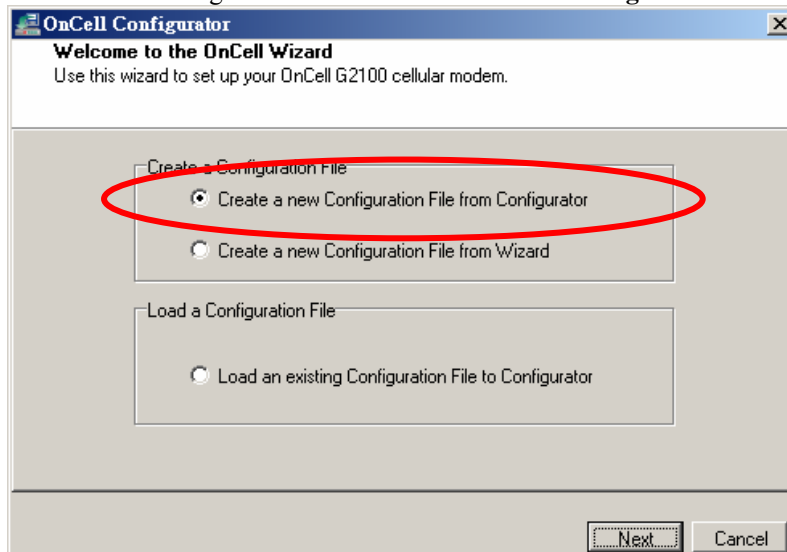 OnCell Configurator
Welcome to the OnCell Wizard
Use this wizard to set up your OnCell G2100 cellular modem.
Create a Configuration File
Create a new Configuration File from Configurator
Create a new Configuration File from Wizard
Load a Configuration File
Load an existing Configuration File to Configurator
Next Cancel